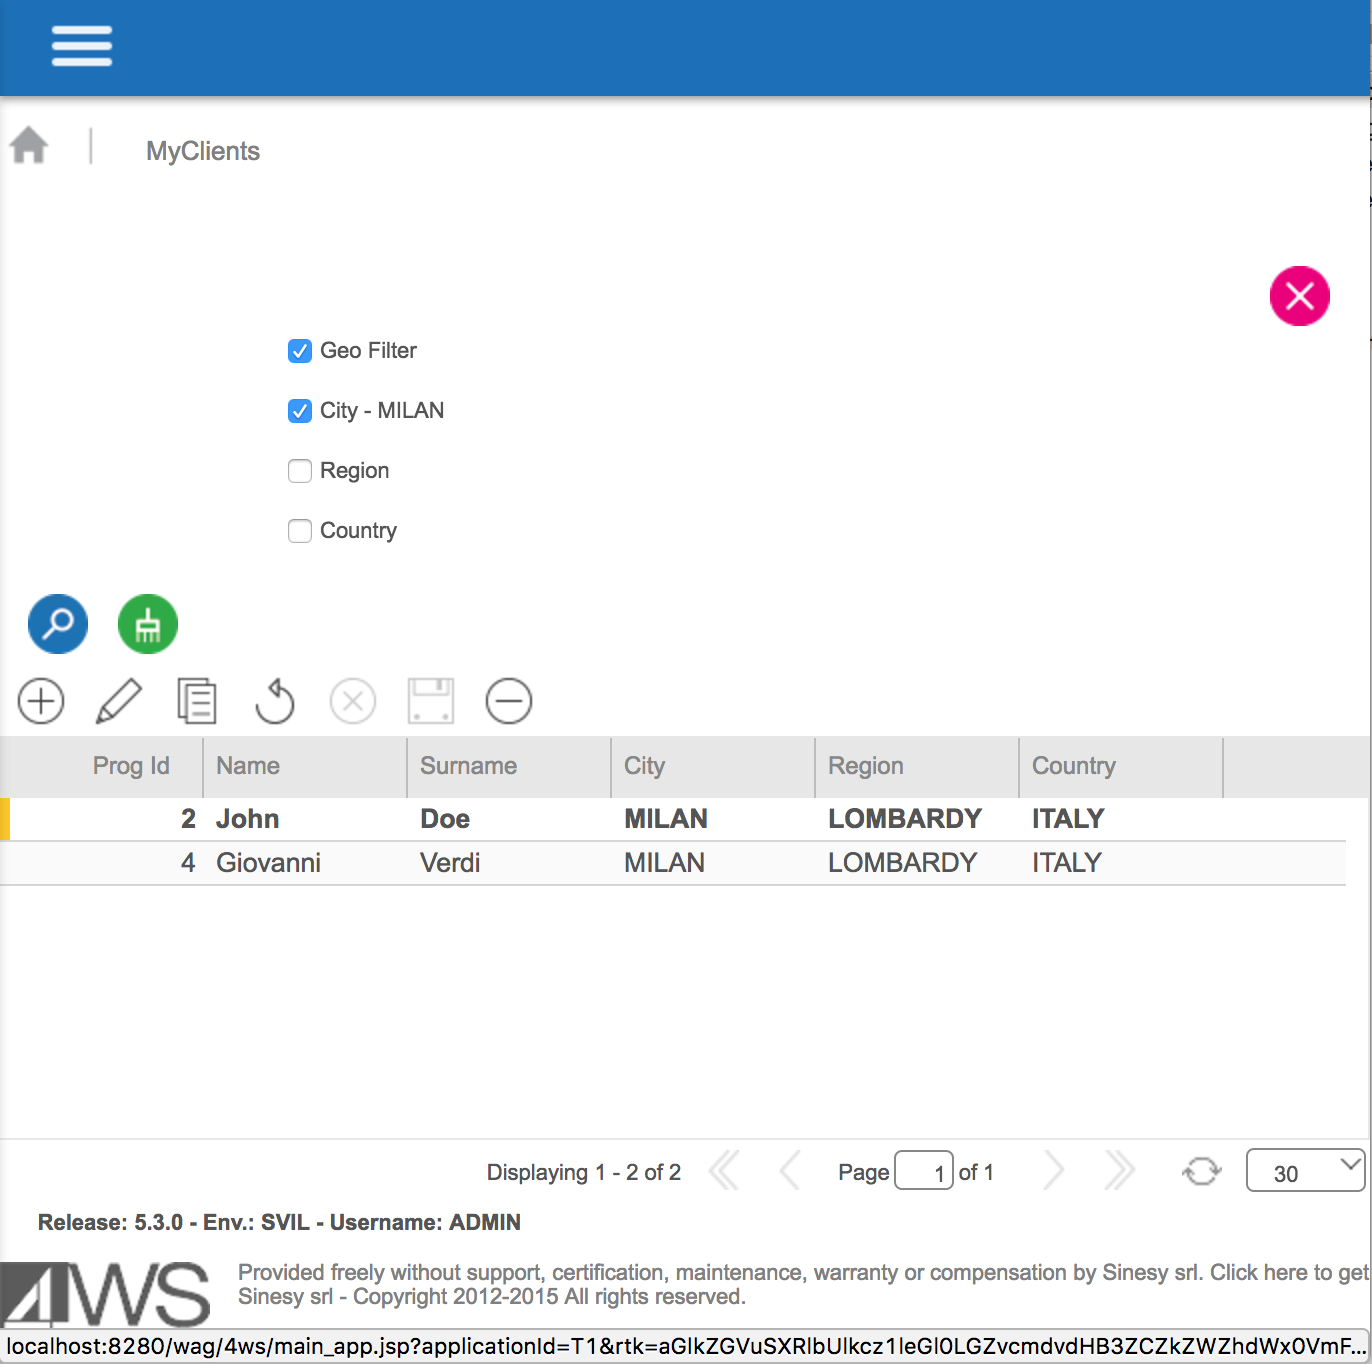 MyClients
Geo Filter
City - MILAN
Region
Country
Prog Id Name Surname City Region Country
2 John Doe MILAN LOMBARDY ITALY
4 Giovanni Verdi MILAN LOMBARDY ITALY
Displaying 1 - 2 of 2 Page 1 of 1 30
Release: 5.3.0 - Env.: SVIL - Username: ADMIN
4WS Provided freely without support, certification, maintenance, warranty or compensation by Sinesy srl. Click here to get
Sinesy srl - Copyright 2012-2015 All rights reserved.
localhost:8280/wag/4ws/main_app.jsp?applicationId=T1&rtk=aGlkZGVuSXRlbUlkcz1leGl0LGZvcmdvdHB3ZCZkZWZhdWx0VmF...